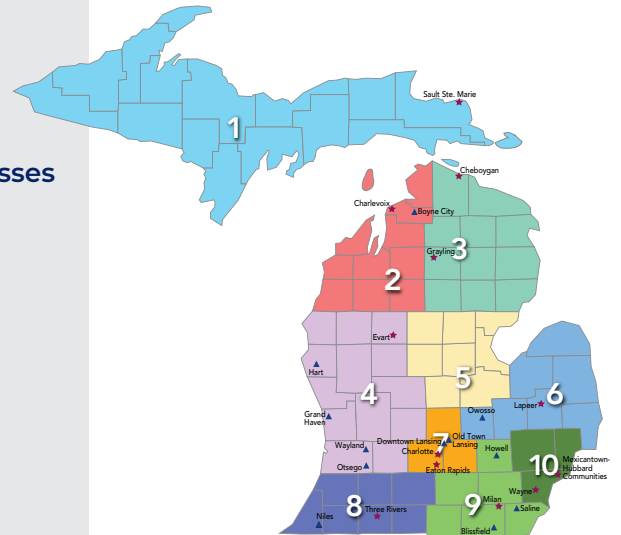 sses
Sault Ste. Marie
1
Cheboygan
Charlevoix
Boyne City
Grayling
3
2
Evart
Hart
5
4
6
Lapeer
Grand
Haven
Owosso
7
Downtown Lansing
Old Town
Lansing
Wayland
Charlotte
Howell
Otsego
Eaton Rapids
10
Mexicantown-
Hubbard
Communities
Wayne
8
Three Rivers
9
Milan
Saline
Niles
Blissfield